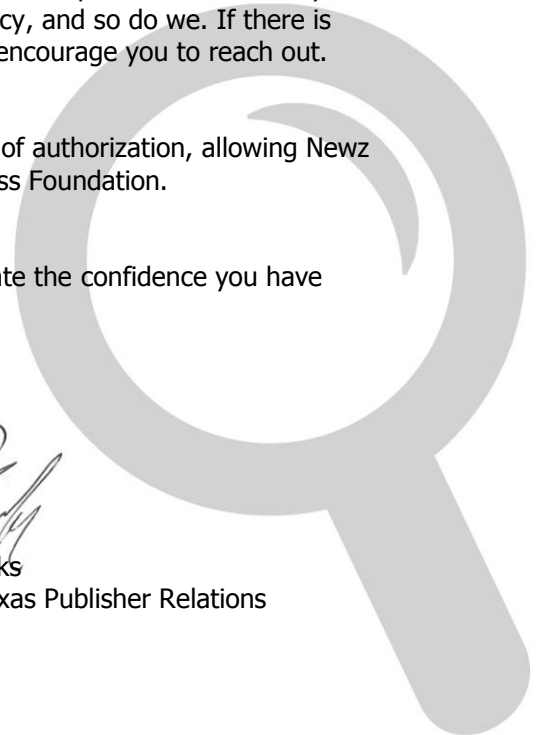 cy, and so do we. If there is
encourage you to reach out.
of authorization, allowing Newz
ss Foundation.
te the confidence you have
ks
xas Publisher Relations